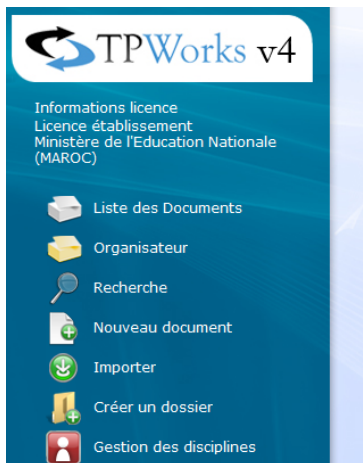 TPWorks v4
Informations licence
Licence établissement
Ministère de l'Education Nationale
(MAROC)
Liste des Documents
Organisateur
Recherche
Nouveau document
Importer
Créer un dossier
Gestion des disciplines